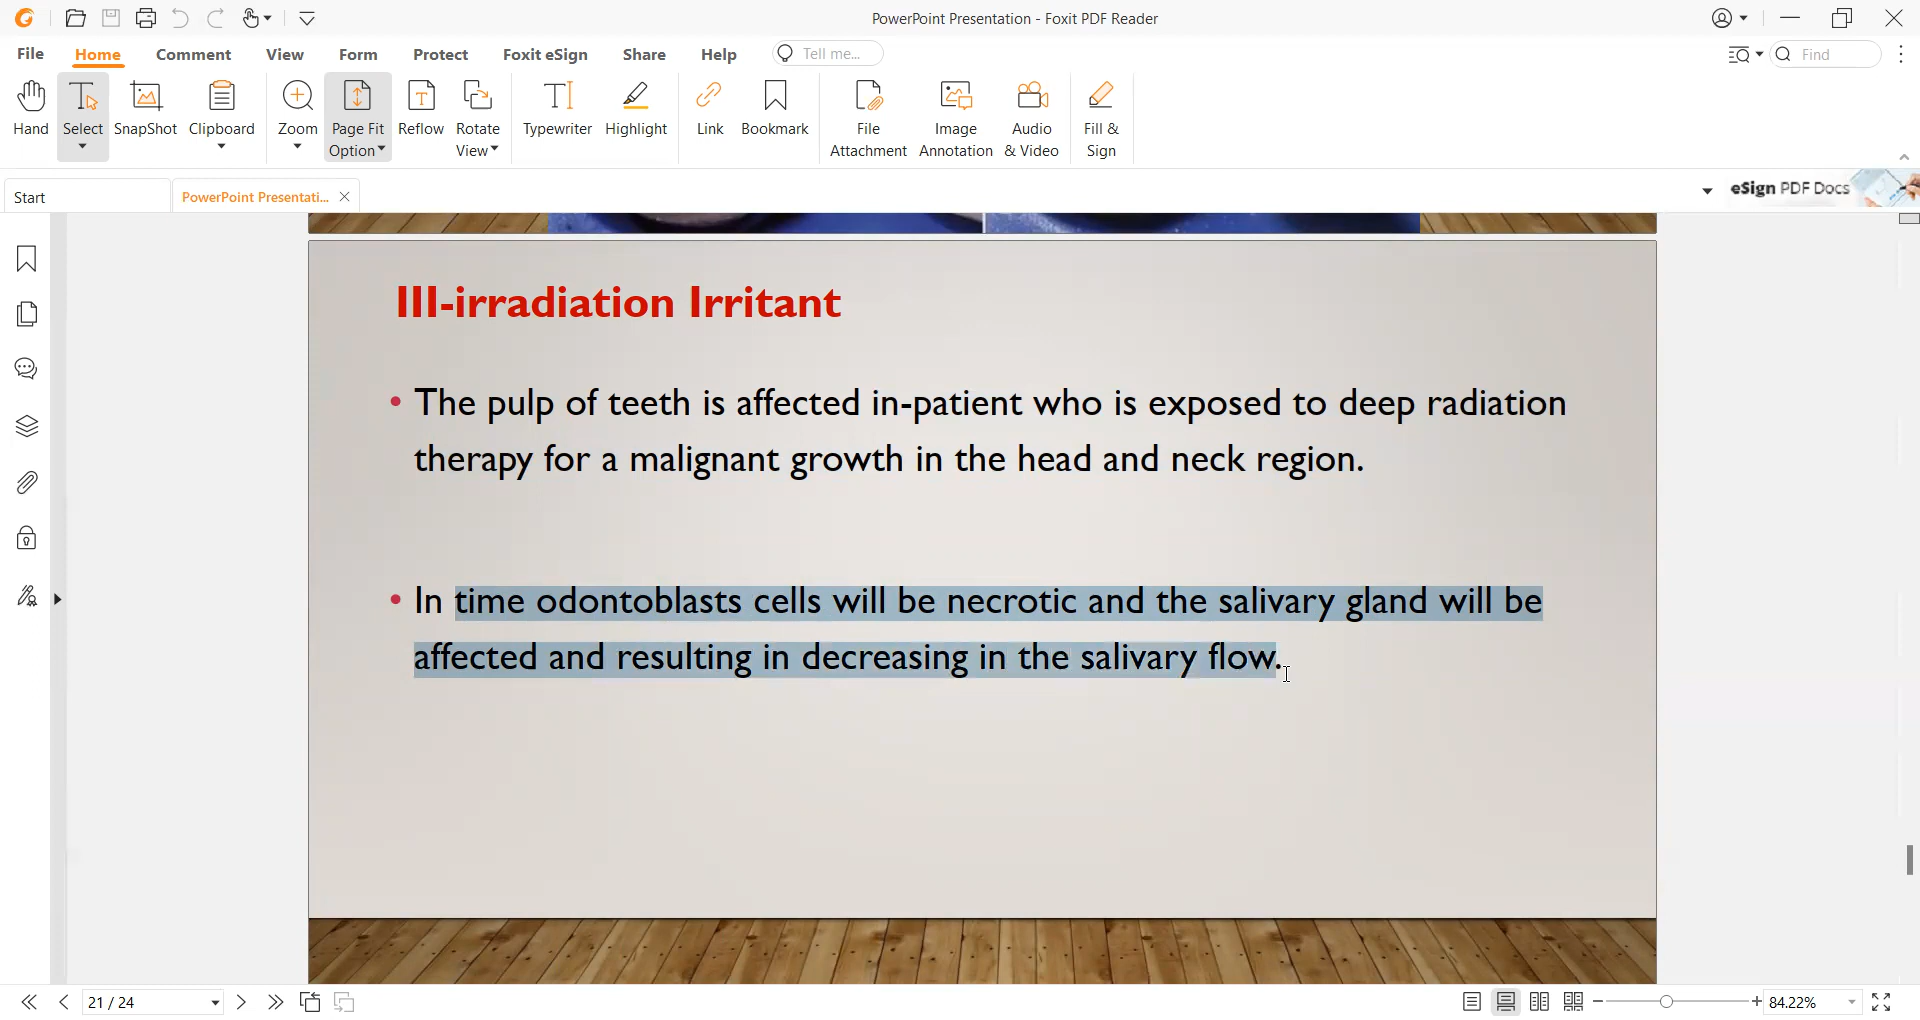 PowerPoint Presentation - Foxit PDF Reader
File Home Comment View Form Protect Foxit eSign Share Help Tell me... Find
Hand Select SnapShot Clipboard Zoom Page Fit Option Reflow Rotate View Typewriter Highlight Link Bookmark File Attachment Image Annotation Audio & Video Fill & Sign
Start PowerPoint Presentati... eSign PDF Docs
III-irradiation Irritant
• The pulp of teeth is affected in-patient who is exposed to deep radiation
therapy for a malignant growth in the head and neck region.
• In time odontoblasts cells will be necrotic and the salivary gland will be
affected and resulting in decreasing in the salivary flow.
21 / 24 84.22%